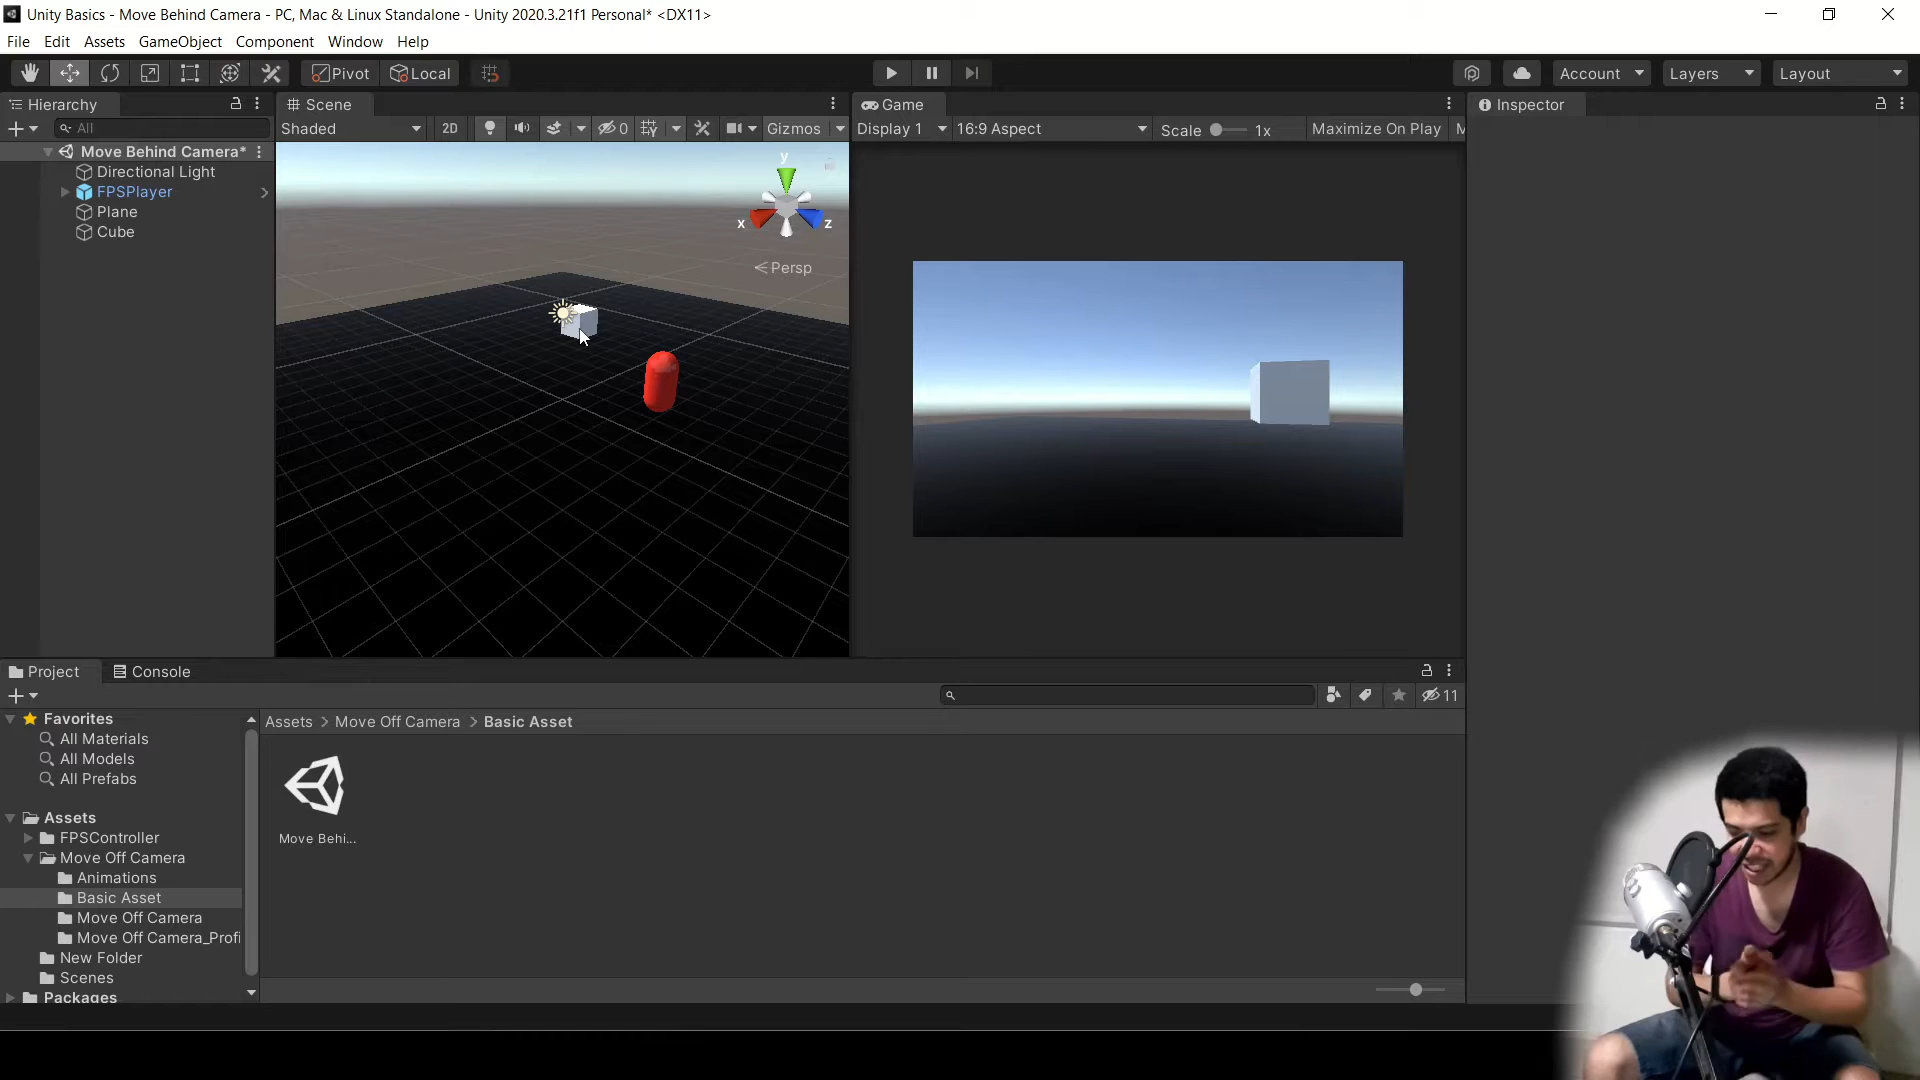 Unity Basics - Move Behind Camera - PC, Mac & Linux Standalone - Unity 2020.3.21f1 Personal* <DX11>
File Edit Assets GameObject Component Window Help
Pivot Local Account Layers Layout
Hierarchy
All
Move Behind Camera*
Directional Light
FPSPlayer
Plane
Cube
Scene
Shaded 2D 0 Gizmos
y
x z
Persp
Game
Display 1 16:9 Aspect Scale 1x Maximize On Play M
Inspector
Project Console
11
Favorites
All Materials
All Models
All Prefabs
Assets
FPSController
Move Off Camera
Animations
Basic Asset
Move Off Camera
Move Off Camera_Profi
New Folder
Scenes
Packages
Assets > Move Off Camera > Basic Asset
Move Behi...